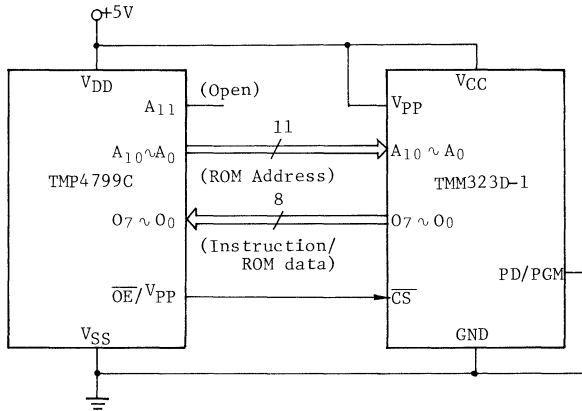 +5V
VDD
A11
(Open)
A10~A0
11
(ROM Address)
TMP4799C
O7~O0
8
(Instruction/
ROM data)
OE/VPP
VSS
VCC
VPP
A10~A0
TMM323D-1
O7~O0
PD/PGM
CS
GND